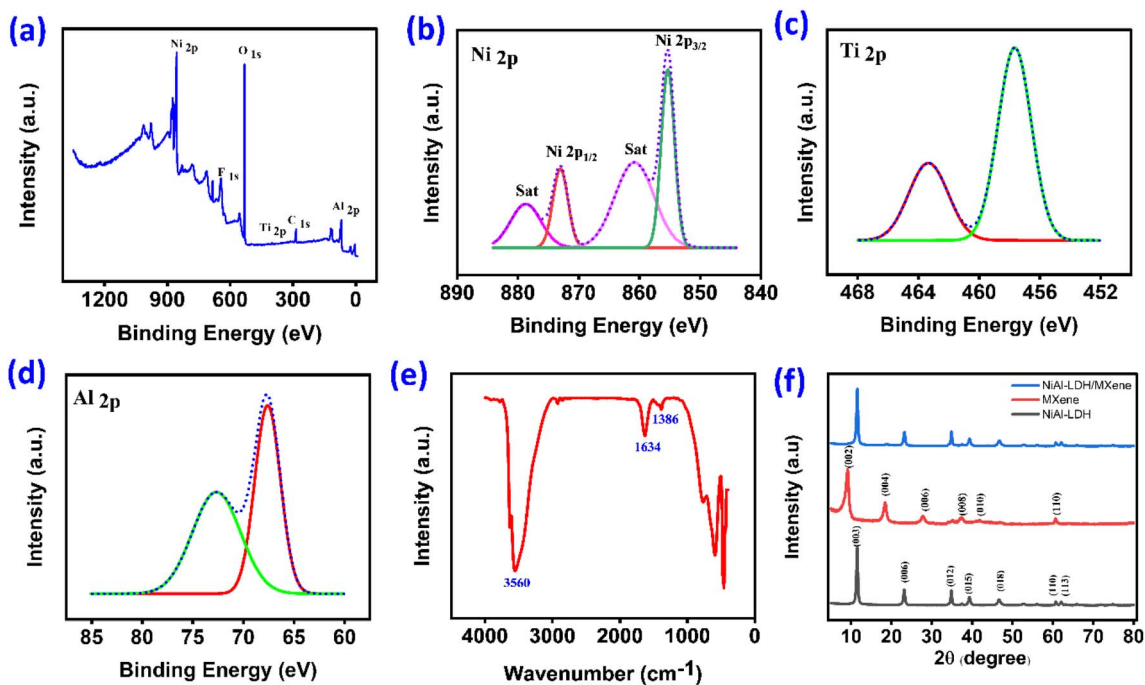 (a)
Ni 2p
O 1s
F 1s
Ti 2p
C 1s
Al 2p
Intensity (a.u.)
1200 900 600 300 0
Binding Energy (eV)
(b)
Ni 2p
Ni 2p3/2
Ni 2p1/2
Sat
Sat
Intensity (a.u.)
890 880 870 860 850 840
Binding Energy (eV)
(c)
Ti 2p
Intensity (a.u.)
468 464 460 456 452
Binding Energy (eV)
(d)
Al 2p
Intensity (a.u.)
85 80 75 70 65 60
Binding Energy (eV)
(e)
1386
1634
3560
Intensity (a.u.)
4000 3000 2000 1000 0
Wavenumber (cm-1)
(f)
NiAl-LDH/MXene
MXene
NiAl-LDH
(002)
(004)
(006)
(008)
(010)
(110)
(003)
(006)
(012)
(015)
(018)
(110)
(113)
Intensity (a.u)
10 20 30 40 50 60 70 80
2θ (degree)